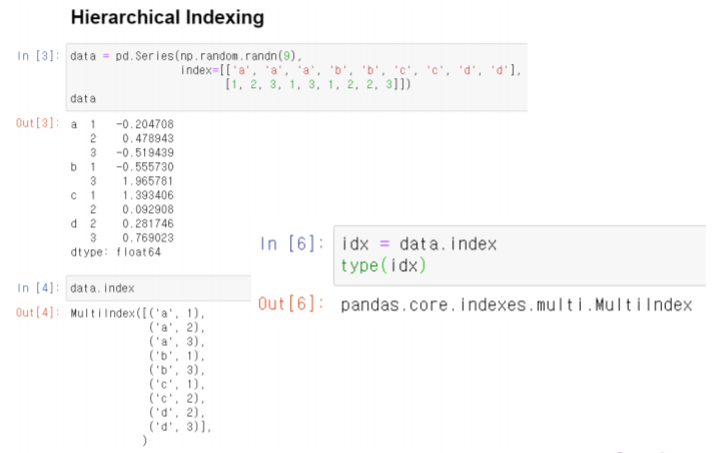 Hierarchical Indexing
In [3]: data = pd.Series(np.random.randn(9),
index=[['a', 'a', 'a', 'b', 'b', 'c', 'c', 'd', 'd'],
[1, 2, 3, 1, 3, 1, 2, 2, 3]])
data
Out[3]: a 1 -0.204708
2 0.478943
3 -0.519439
b 1 -0.555730
3 1.965781
c 1 1.393406
2 0.092908
d 2 0.281746
3 0.769023
dtype: float64
In [4]: data.index
Out[4]: MultiIndex([('a', 1),
('a', 2),
('a', 3),
('b', 1),
('b', 3),
('c', 1),
('c', 2),
('d', 2),
('d', 3)],
)
In [6]: idx = data.index
type(idx)
Out[6]: pandas.core.indexes.multi.MultiIndex